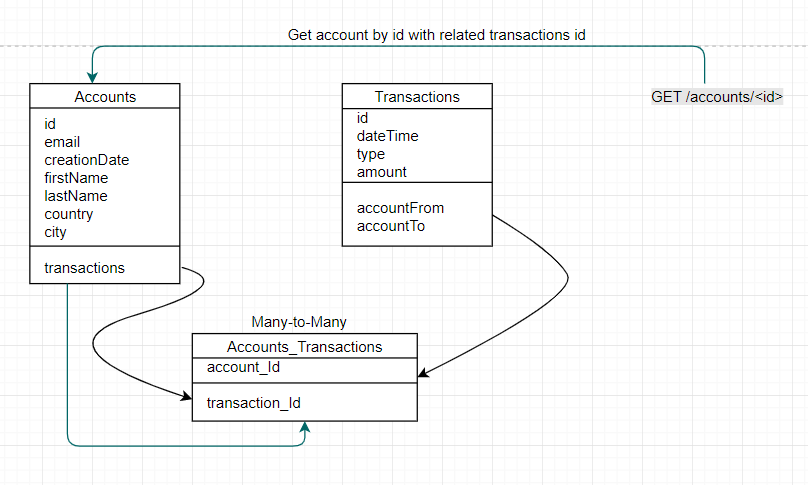 Get account by id with related transactions id
GET /accounts/<id>
Accounts
id
email
creationDate
firstName
lastName
country
city
transactions
Transactions
id
dateTime
type
amount
accountFrom
accountTo
Many-to-Many
Accounts_Transactions
account_Id
transaction_Id